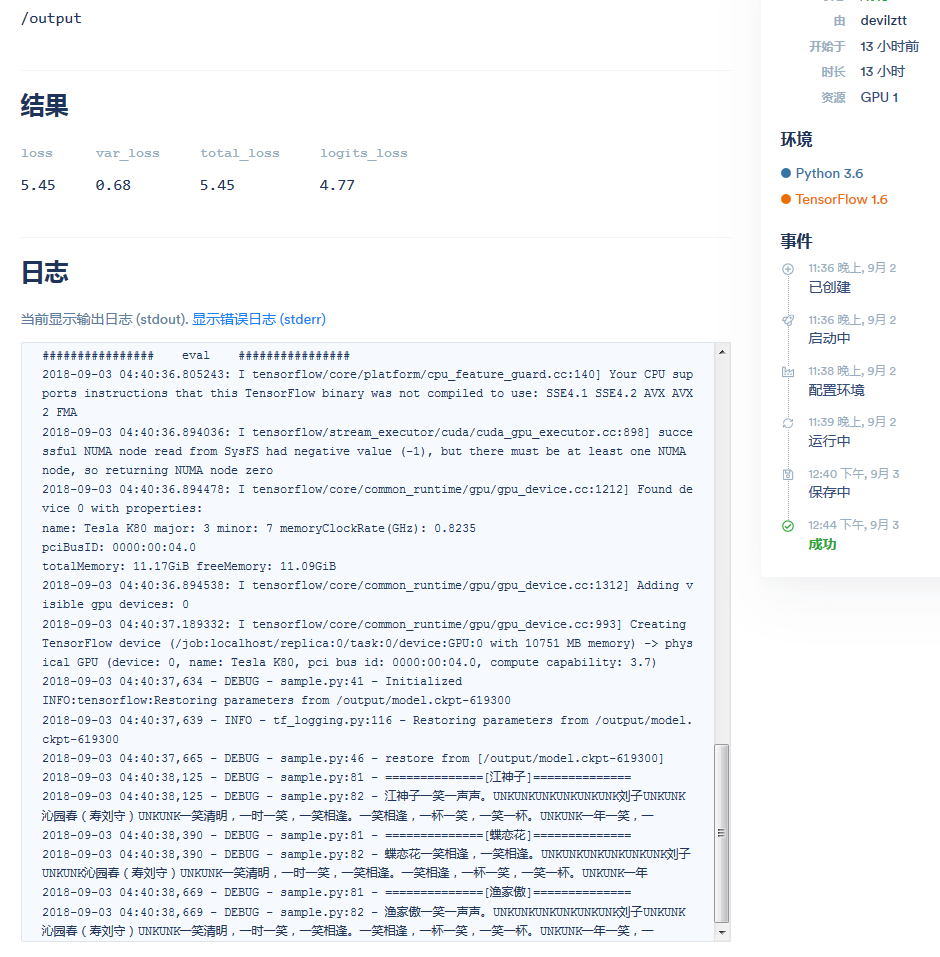 /output
结果
loss var_loss total_loss logits_loss
5.45 0.68 5.45 4.77
日志
当前显示输出日志 (stdout). 显示错误日志 (stderr)
################ eval ################
2018-09-03 04:40:36.805243: I tensorflow/core/platform/cpu_feature_guard.cc:140] Your CPU sup
ports instructions that this TensorFlow binary was not compiled to use: SSE4.1 SSE4.2 AVX AVX
2 FMA
2018-09-03 04:40:36.894036: I tensorflow/stream_executor/cuda/cuda_gpu_executor.cc:898] succe
ssful NUMA node read from SysFS had negative value (-1), but there must be at least one NUMA
node, so returning NUMA node zero
2018-09-03 04:40:36.894478: I tensorflow/core/common_runtime/gpu/gpu_device.cc:1212] Found de
vice 0 with properties:
name: Tesla K80 major: 3 minor: 7 memoryClockRate(GHz): 0.8235
pciBusID: 0000:00:04.0
totalMemory: 11.17GiB freeMemory: 11.09GiB
2018-09-03 04:40:36.894538: I tensorflow/core/common_runtime/gpu/gpu_device.cc:1312] Adding v
isible gpu devices: 0
2018-09-03 04:40:37.189332: I tensorflow/core/common_runtime/gpu/gpu_device.cc:993] Creating
TensorFlow device (/job:localhost/replica:0/task:0/device:GPU:0 with 10751 MB memory) -> phys
ical GPU (device: 0, name: Tesla K80, pci bus id: 0000:00:04.0, compute capability: 3.7)
2018-09-03 04:40:37,634 - DEBUG - sample.py:41 - Initialized
INFO:tensorflow:Restoring parameters from /output/model.ckpt-619300
2018-09-03 04:40:37,639 - INFO - tf_logging.py:116 - Restoring parameters from /output/model.
ckpt-619300
2018-09-03 04:40:37,665 - DEBUG - sample.py:46 - restore from [/output/model.ckpt-619300]
2018-09-03 04:40:38,125 - DEBUG - sample.py:81 - ==============[江神子]==============
2018-09-03 04:40:38,125 - DEBUG - sample.py:82 - 江神子一笑一声声。UNKUNKUNKUNKUNKUNK刘子UNKUNK
沁园春（寿刘守）UNKUNK一笑清明，一时一笑，一笑相逢。一笑相逢，一杯一笑，一笑一杯。UNKUNK一年一笑，一
2018-09-03 04:40:38,390 - DEBUG - sample.py:81 - ==============[蝶恋花]==============
2018-09-03 04:40:38,390 - DEBUG - sample.py:82 - 蝶恋花一笑相逢，一笑相逢。UNKUNKUNKUNKUNKUNK刘子
UNKUNK沁园春（寿刘守）UNKUNK一笑清明，一时一笑，一笑相逢。一笑相逢，一杯一笑，一笑一杯。UNKUNK一年
2018-09-03 04:40:38,669 - DEBUG - sample.py:81 - ==============[渔家傲]==============
2018-09-03 04:40:38,669 - DEBUG - sample.py:82 - 渔家傲一笑一声声。UNKUNKUNKUNKUNKUNK刘子UNKUNK
沁园春（寿刘守）UNKUNK一笑清明，一时一笑，一笑相逢。一笑相逢，一杯一笑，一笑一杯。UNKUNK一年一笑，一
由 devilztt
开始于 13 小时前
时长 13 小时
资源 GPU 1
环境
Python 3.6
TensorFlow 1.6
事件
11:36 晚上, 9月 2
已创建
11:36 晚上, 9月 2
启动中
11:38 晚上, 9月 2
配置环境
11:39 晚上, 9月 2
运行中
12:40 下午, 9月 3
保存中
12:44 下午, 9月 3
成功